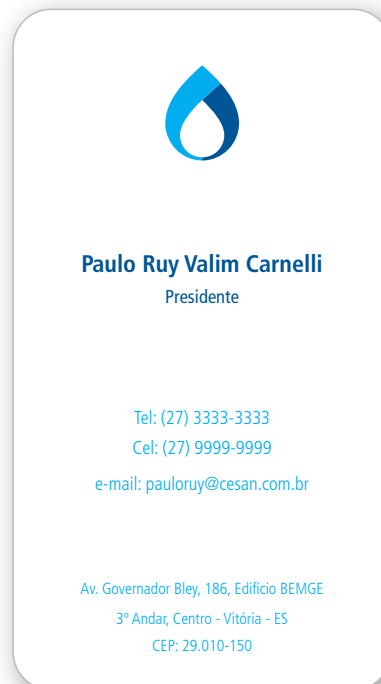 Paulo Ruy Valim Carnelli
Presidente
Tel: (27) 3333-3333
Cel: (27) 9999-9999
e-mail: pauloruy@cesan.com.br
Av. Governador Bley, 186, Edifício BEMGE
3º Andar, Centro - Vitória - ES
CEP: 29.010-150